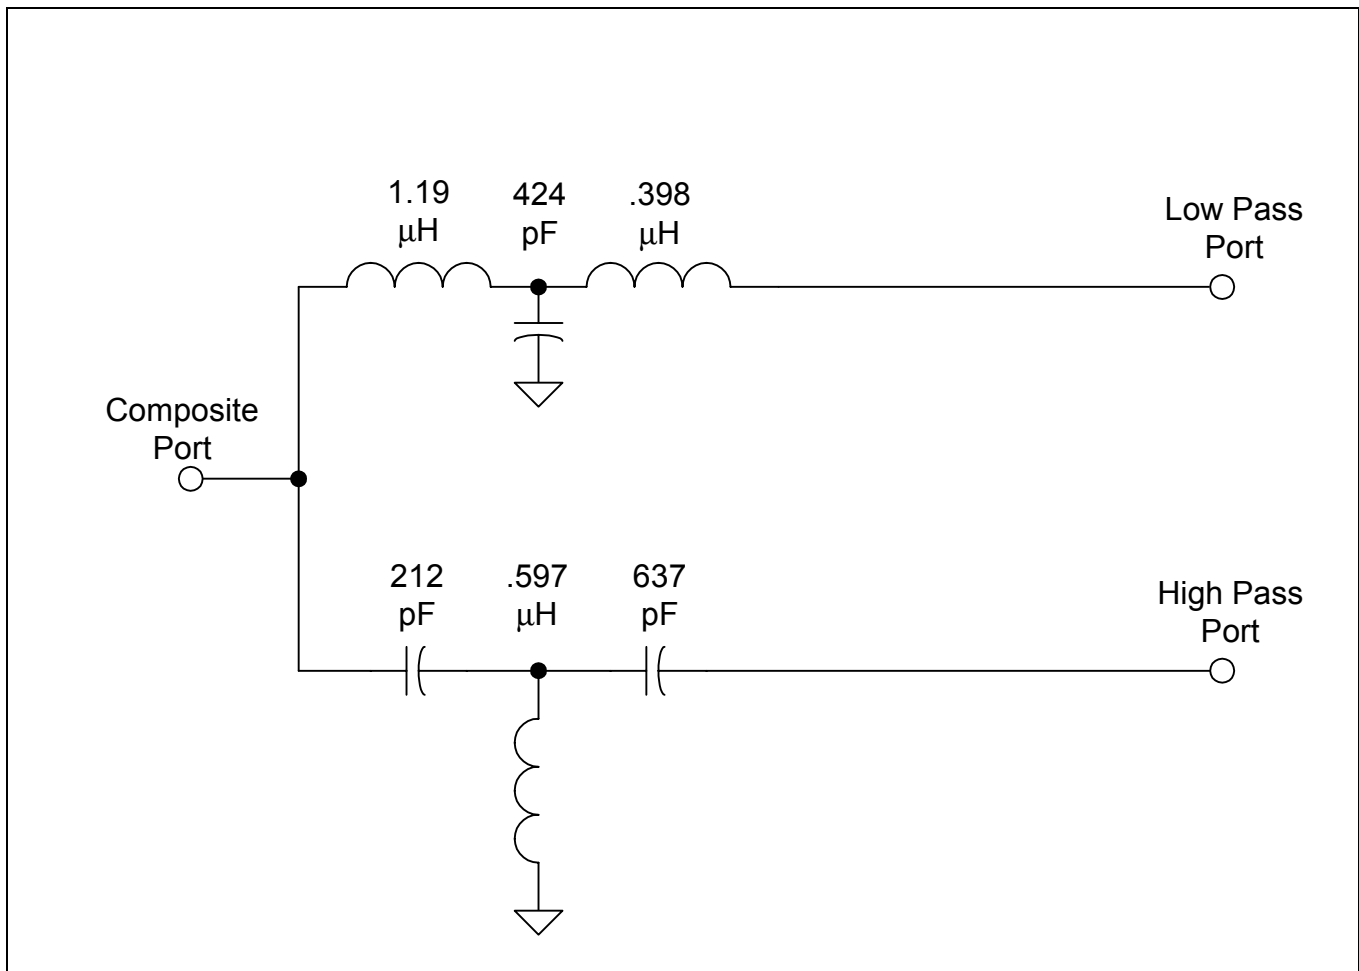 1.19
μH
424
pF
.398
μH
Low Pass
Port
Composite
Port
212
pF
.597
μH
637
pF
High Pass
Port